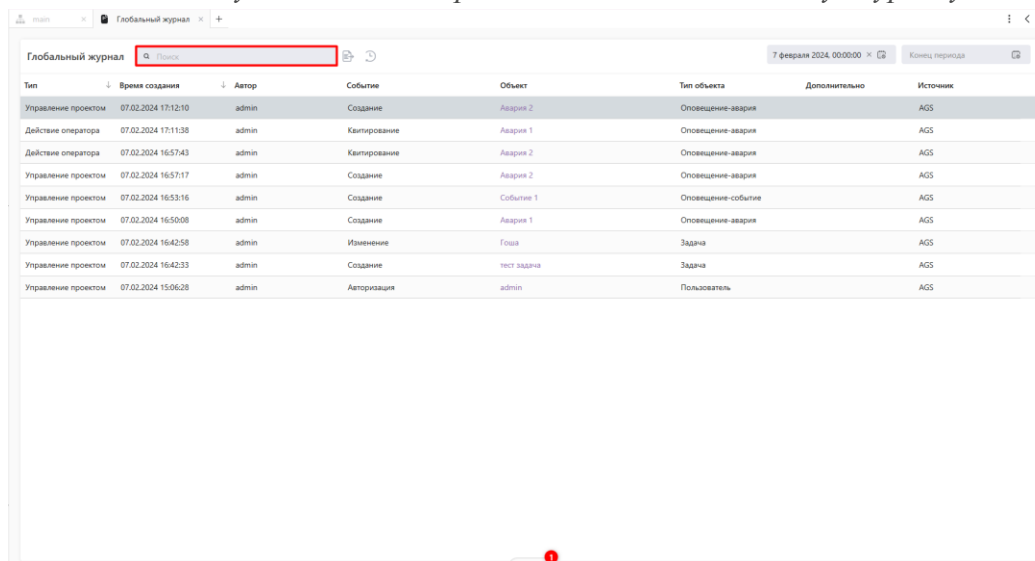 main × Глобальный журнал × +
Глобальный журнал Поиск 7 февраля 2024, 00:00:00 × Конец периода
Тип ↓ Время создания ↓ Автор Событие Объект Тип объекта Дополнительно Источник
Управление проектом 07.02.2024 17:12:10 admin Создание Авария 2 Оповещение-авария AGS
Действие оператора 07.02.2024 17:11:38 admin Квитирование Авария 1 Оповещение-авария AGS
Действие оператора 07.02.2024 16:57:43 admin Квитирование Авария 2 Оповещение-авария AGS
Управление проектом 07.02.2024 16:57:17 admin Создание Авария 2 Оповещение-авария AGS
Управление проектом 07.02.2024 16:53:16 admin Создание Событие 1 Оповещение-событие AGS
Управление проектом 07.02.2024 16:50:08 admin Создание Авария 1 Оповещение-авария AGS
Управление проектом 07.02.2024 16:42:58 admin Изменение Гоша Задача AGS
Управление проектом 07.02.2024 16:42:33 admin Создание тест задача Задача AGS
Управление проектом 07.02.2024 15:06:28 admin Авторизация admin Пользователь AGS
1